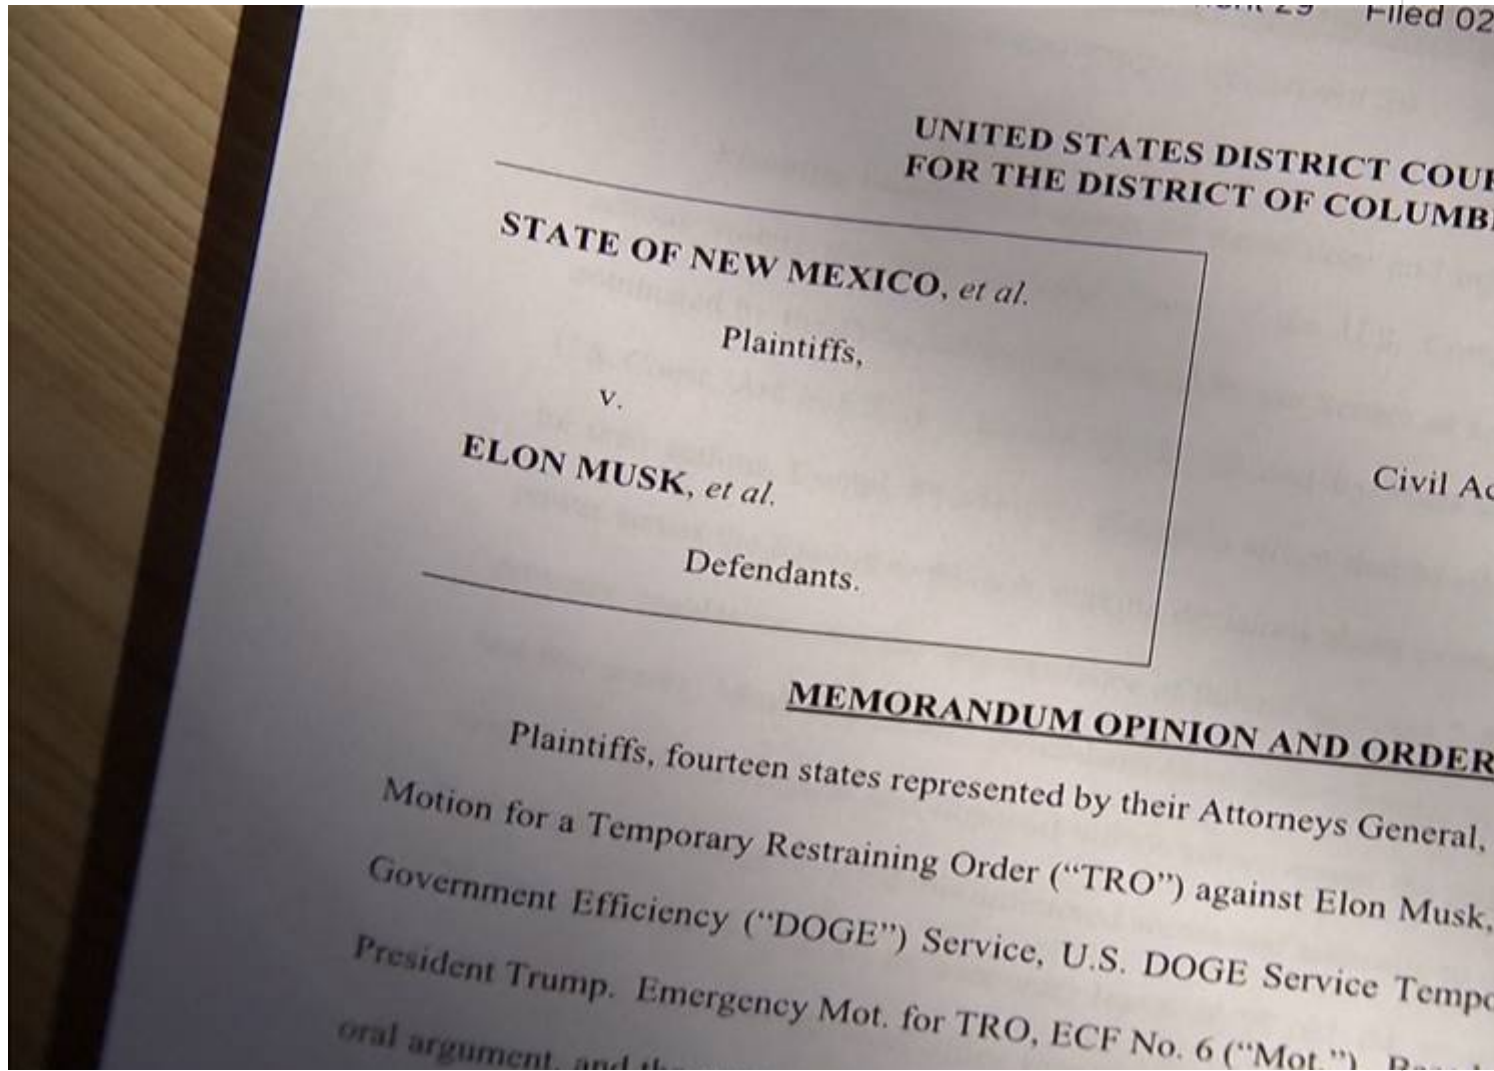 29 Filed 02
UNITED STATES DISTRICT COU
FOR THE DISTRICT OF COLUMB
STATE OF NEW MEXICO, et al.
Plaintiffs,
v.
ELON MUSK, et al.
Civil Ac
Defendants.
MEMORANDUM OPINION AND ORDER
Plaintiffs, fourteen states represented by their Attorneys General,
Motion for a Temporary Restraining Order (“TRO”) against Elon Musk,
Government Efficiency (“DOGE”) Service, U.S. DOGE Service Tempo
President Trump. Emergency Mot. for TRO, ECF No. 6 (“Mot.”).
oral argument, and the